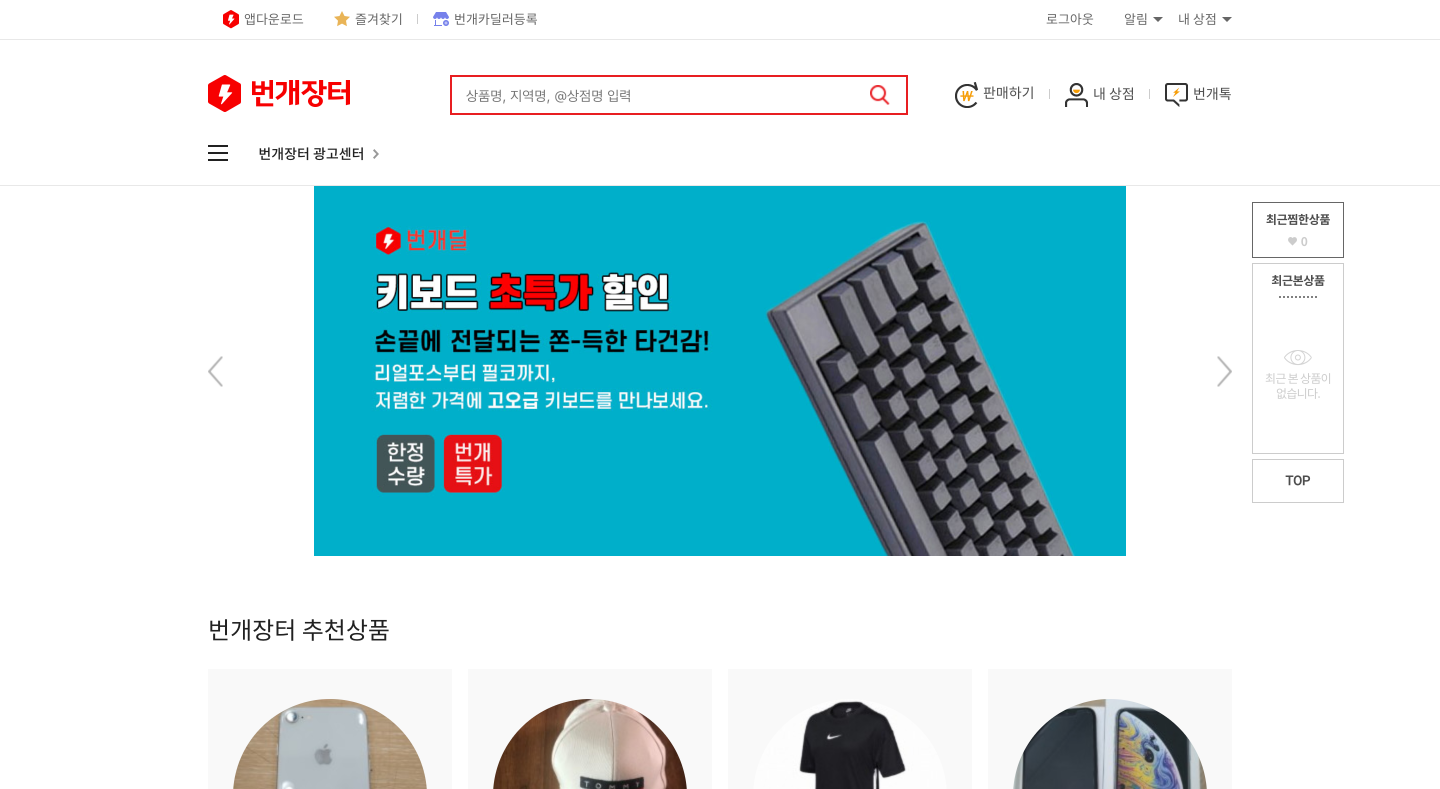 앱다운로드
즐겨찾기
번개카딜러등록
로그아웃
알림
내 상점
번개장터
상품명, 지역명, @상점명 입력
판매하기
내 상점
번개톡
번개장터 광고센터
번개딜
키보드 초특가 할인
손끝에 전달되는 쫀-득한 타건감!
리얼포스부터 필코까지,
저렴한 가격에 고오급 키보드를 만나보세요.
한정
수량
번개
특가
최근찜한상품
0
최근본상품
최근 본 상품이
없습니다.
TOP
번개장터 추천상품
TOMMY